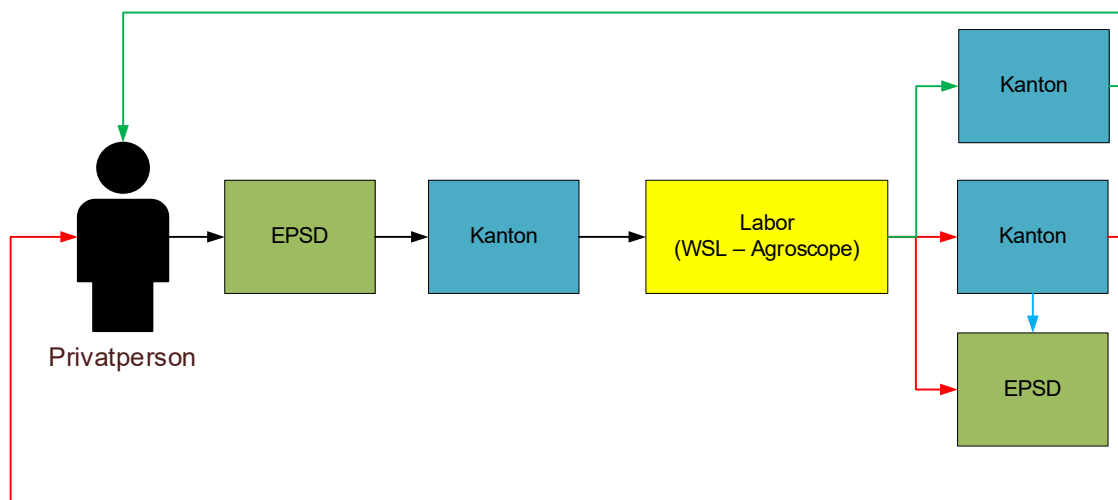 Kanton
EPSD
Kanton
Labor
(WSL – Agroscope)
Kanton
Privatperson
EPSD